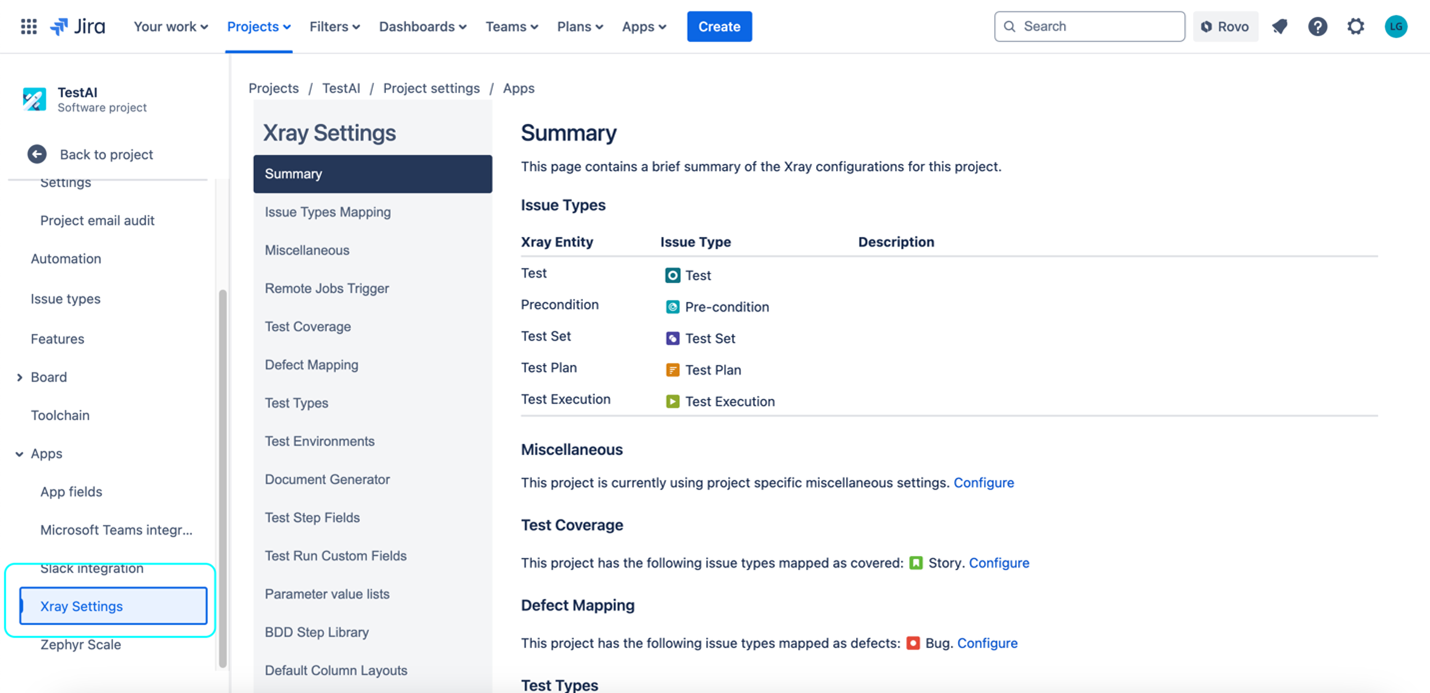 Jira Your work Projects Filters Dashboards Teams Plans Apps Create Search Rovo LG
TestAI
Software project
Back to project
Settings
Project email audit
Automation
Issue types
Features
Board
Toolchain
Apps
App fields
Microsoft Teams integr...
Slack integration
Xray Settings
Zephyr Scale
Projects / TestAI / Project settings / Apps
Xray Settings
Summary
Issue Types Mapping
Miscellaneous
Remote Jobs Trigger
Test Coverage
Defect Mapping
Test Types
Test Environments
Document Generator
Test Step Fields
Test Run Custom Fields
Parameter value lists
BDD Step Library
Default Column Layouts
Summary
This page contains a brief summary of the Xray configurations for this project.
Issue Types
Xray Entity Issue Type Description
Test Test
Precondition Pre-condition
Test Set Test Set
Test Plan Test Plan
Test Execution Test Execution
Miscellaneous
This project is currently using project specific miscellaneous settings. Configure
Test Coverage
This project has the following issue types mapped as covered: Story. Configure
Defect Mapping
This project has the following issue types mapped as defects: Bug. Configure
Test Types